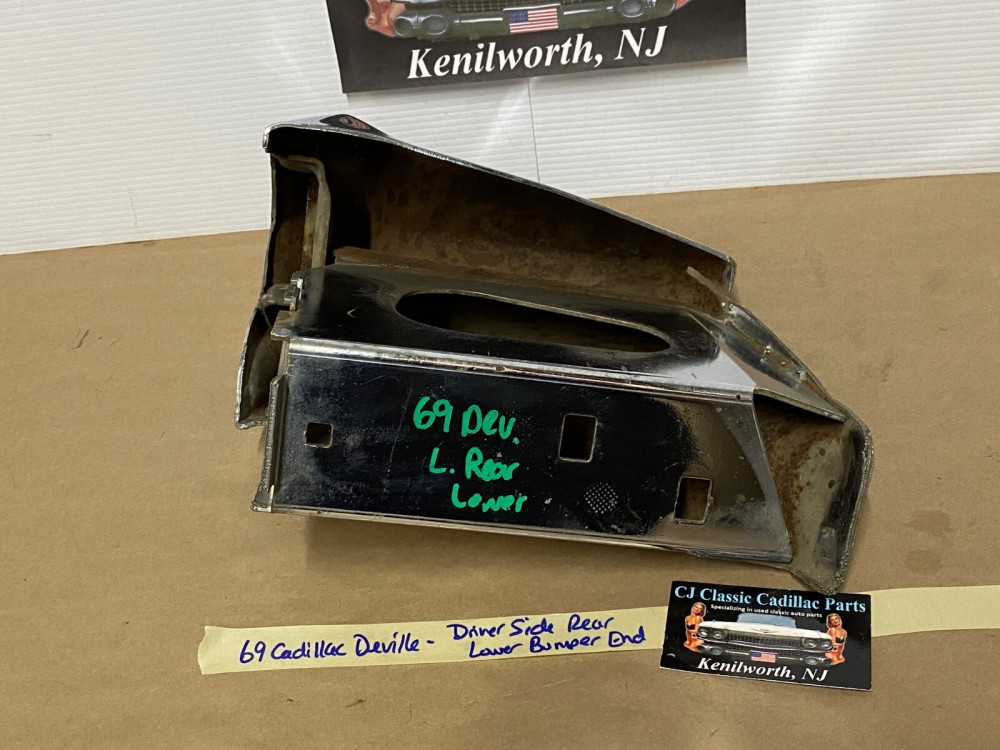 Kenilworth, NJ
69 Dev.
L. Rear
Lower
69 Cadillac Deville - Driver Side Rear
Lower Bumper End
CJ Classic Cadillac Parts
Specializing in used classic auto parts
Kenilworth, NJ